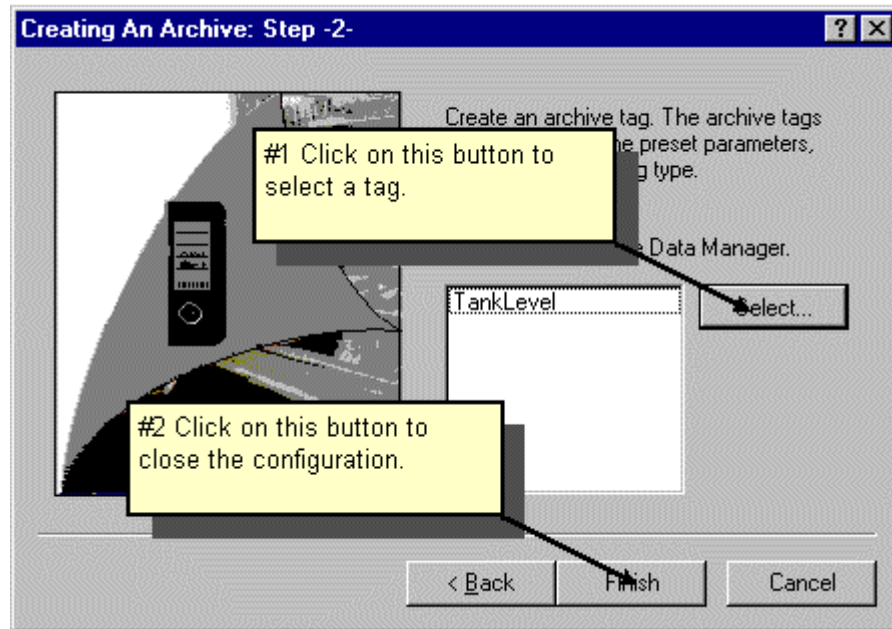 Creating An Archive: Step -2-
Create an archive tag. The archive tags
preset parameters,
type.
Data Manager.
#1 Click on this button to
select a tag.
TankLevel
Select...
#2 Click on this button to
close the configuration.
< Back
Finish
Cancel